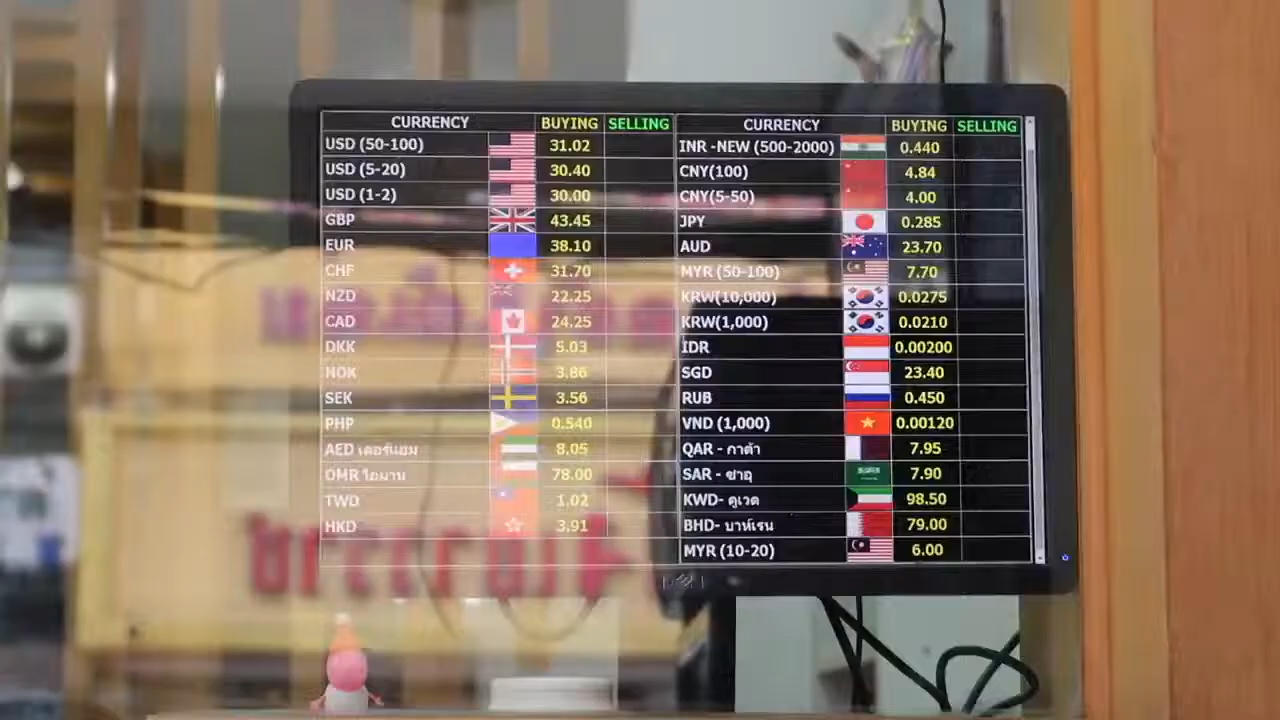 CURRENCY BUYING SELLING
USD (50-100) 31.02
USD (5-20) 30.40
USD (1-2) 30.00
GBP 43.45
EUR 38.10
CHF 31.70
NZD 22.25
CAD 24.25
DKK 5.03
NOK 3.86
SEK 3.56
PHP 0.540
AED เดอร์แฮม 8.05
OMR โอมาน 78.00
TWD 1.02
HKD 3.91
CURRENCY BUYING SELLING
INR -NEW (500-2000) 0.440
CNY(100) 4.84
CNY(5-50) 4.00
JPY 0.285
AUD 23.70
MYR (50-100) 7.70
KRW(10,000) 0.0275
KRW(1,000) 0.0210
IDR 0.00200
SGD 23.40
RUB 0.450
VND (1,000) 0.00120
QAR - กาต้า 7.95
SAR - ซาอุ 7.90
KWD- คูเวต 98.50
BHD- บาห์เรน 79.00
MYR (10-20) 6.00